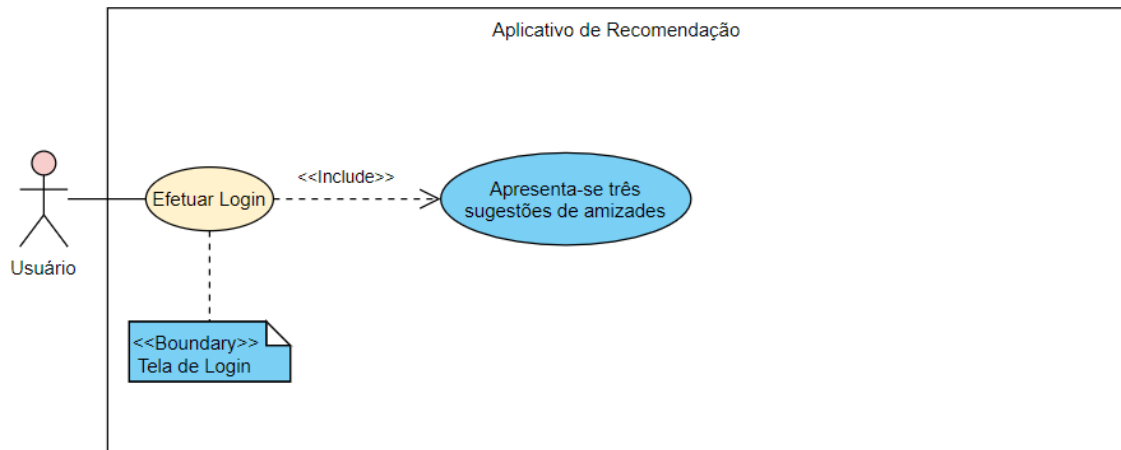 Aplicativo de Recomendação
<<Include>>
Efetuar Login
Apresenta-se três
sugestões de amizades
Usuário
<<Boundary>>
Tela de Login